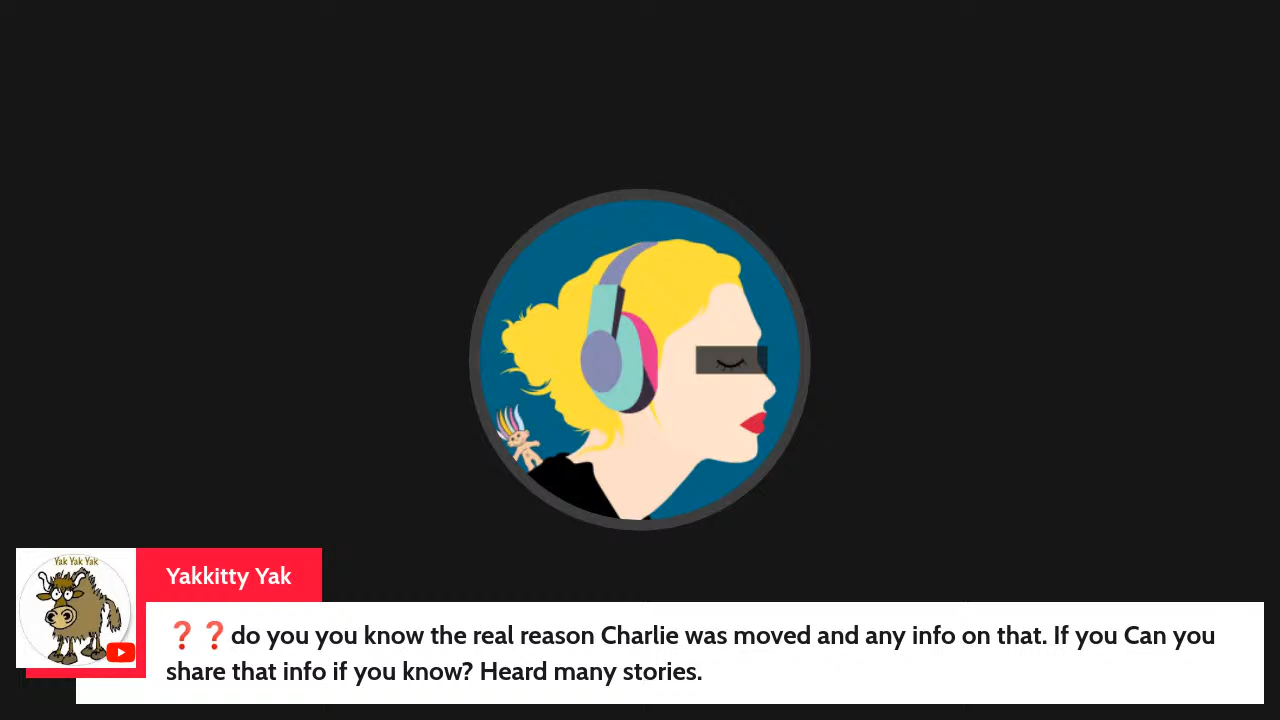 Yak Yak Yak
Yakkitty Yak
❓❓do you you know the real reason Charlie was moved and any info on that. If you Can you
share that info if you know? Heard many stories.